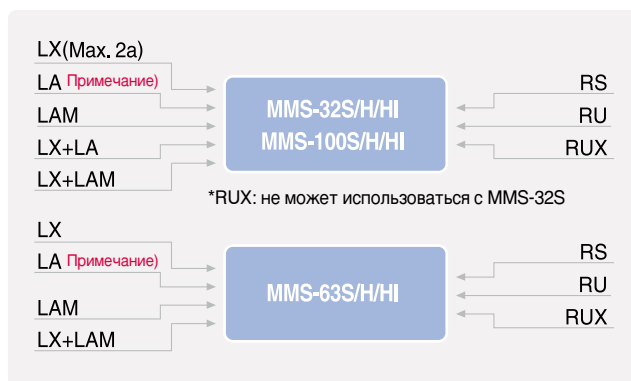 LX(Max. 2a)
LA Примечание)
LAM
LX+LA
LX+LAM
MMS-32S/H/HI
MMS-100S/H/HI
RS
RU
RUX
*RUX: не может использоваться с MMS-32S
LX
LA Примечание)
LAM
LX+LAM
MMS-63S/H/HI
RS
RU
RUX